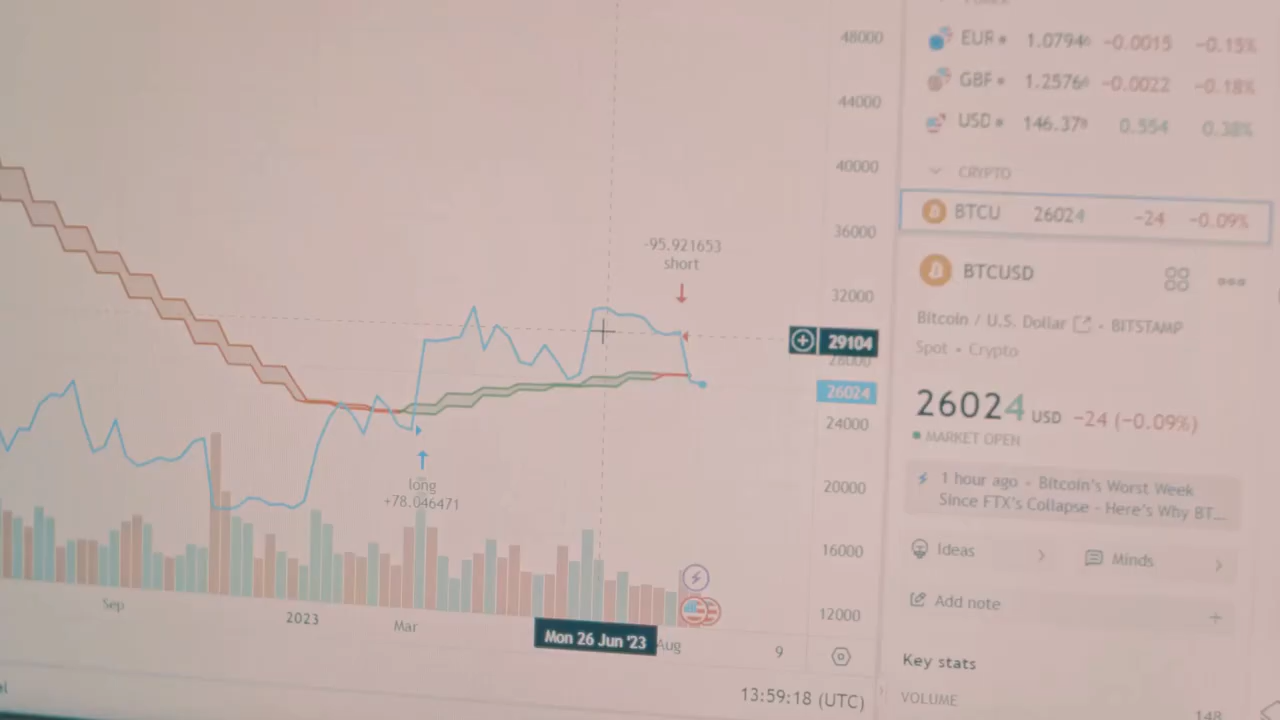 EUR 1.0794 -0.0015 -0.15%
GBP 1.2576 -0.0022 -0.18%
USD 146.37 0.554 0.38%
CRYPTO
BTCU 26024 -24 -0.09%
BTCUSD
Bitcoin / U.S. Dollar • BITSTAMP
Spot • Crypto
26024 USD -24 (-0.09%)
MARKET OPEN
1 hour ago • Bitcoin's Worst Week
Since FTX's Collapse - Here's Why BT...
Ideas
Minds
Add note
Key stats
VOLUME
148
48000
44000
40000
36000
32000
29104
28000
26024
24000
20000
16000
12000
-95.921653
short
long
+78.046471
Sep
2023
Mar
Mon 26 Jun '23
Aug
9
13:59:18 (UTC)